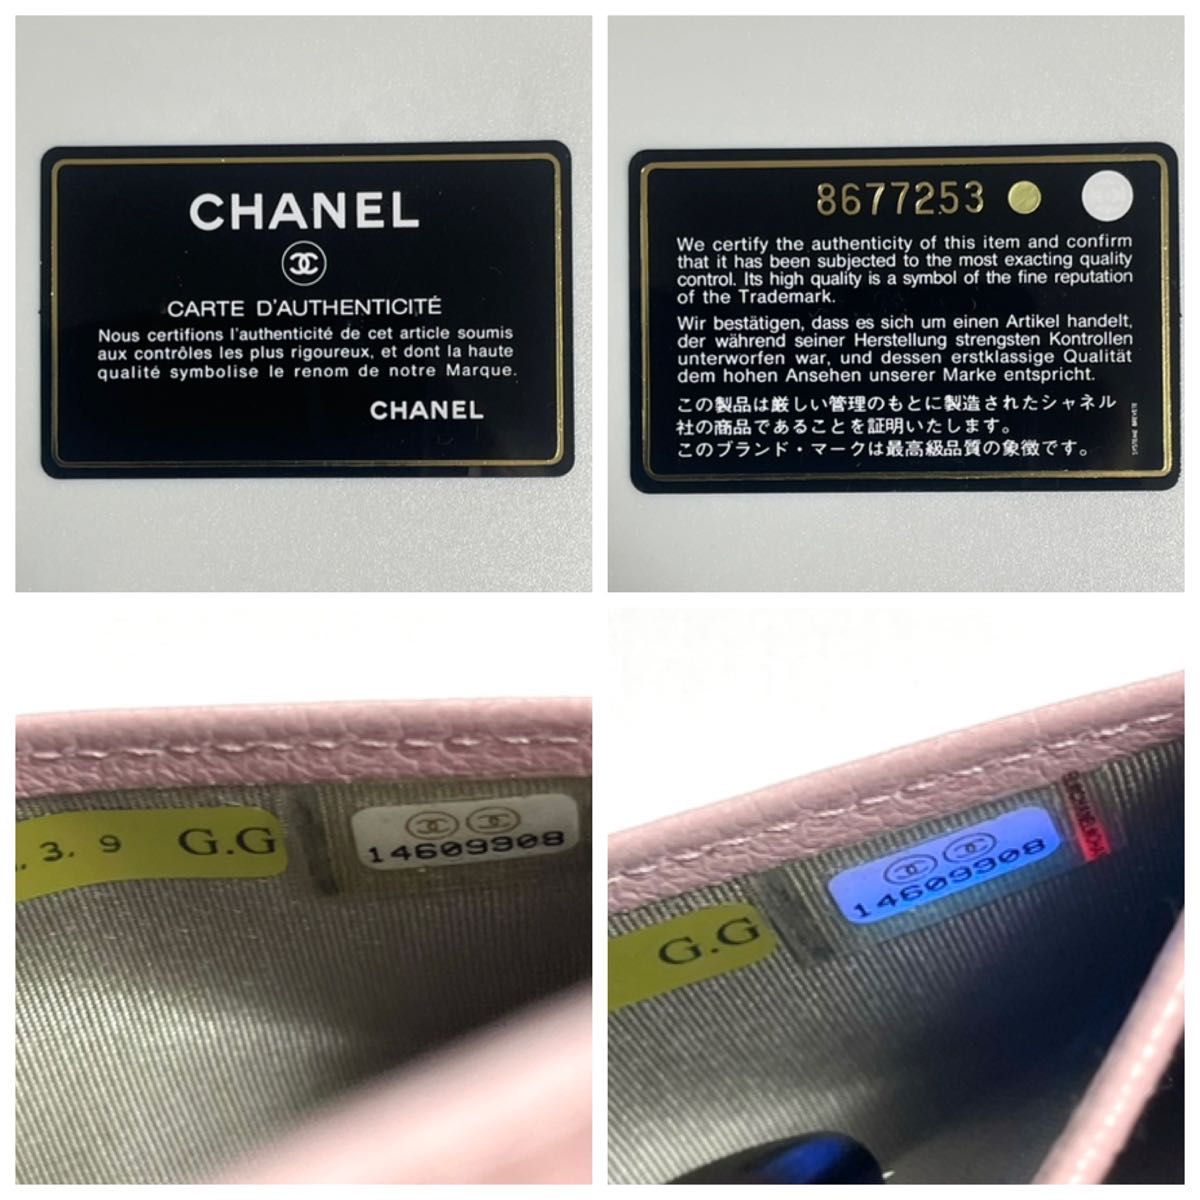 CHANEL
CARTE D'AUTHENTICITÉ
Nous certifions l'authenticité de cet article soumis
aux contrôles les plus rigoureux, et dont la haute
qualité symbolise le renom de notre Marque.
CHANEL
8677253
We certify the authenticity of this item and confirm
that it has been subjected to the most exacting quality
control. Its high quality is a symbol of the fine reputation
of the Trademark.
Wir bestätigen, dass es sich um einen Artikel handelt,
der während seiner Herstellung strengsten Kontrollen
unterworfen war, und dessen erstklassige Qualität
dem hohen Ansehen unserer Marke entspricht.
この製品は厳しい管理のもとに製造されたシャネル
社の商品であることを証明いたします。
このブランド・マークは最高級品質の象徴です。
SYSTEME BREVETE
.3.9 G.G
14609908
G.G
14609908